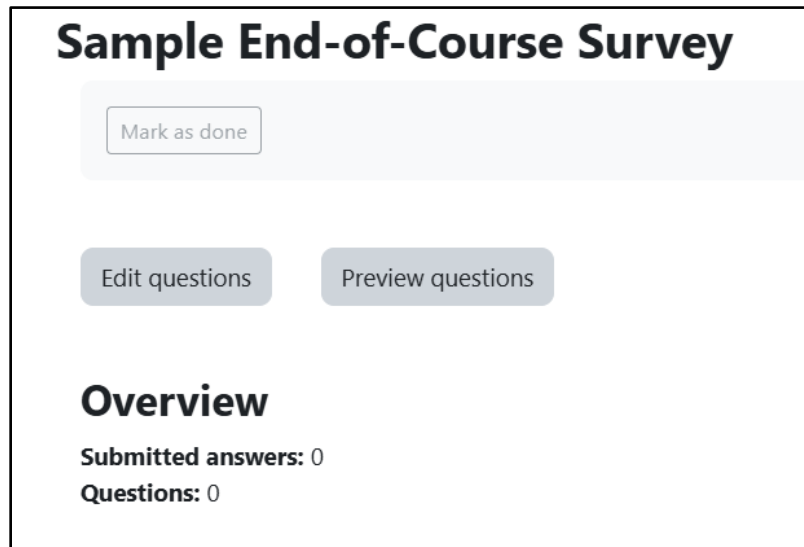 Sample End-of-Course Survey
Mark as done
Edit questions Preview questions
Overview
Submitted answers: 0
Questions: 0